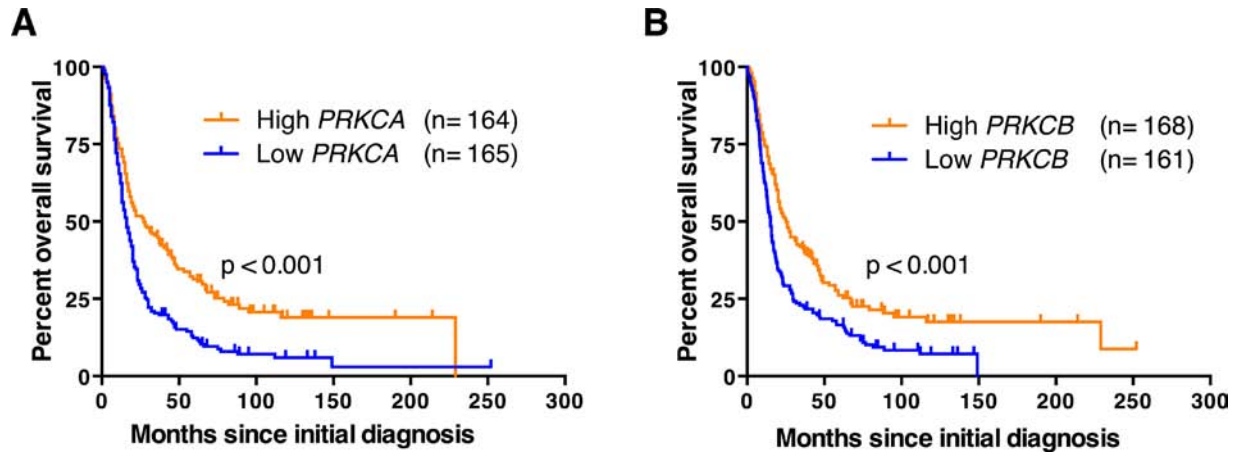 A
Percent overall survival
100
75
50
25
0
High PRKCA (n= 164)
Low PRKCA (n= 165)
p < 0.001
0 50 100 150 200 250 300
Months since initial diagnosis
B
Percent overall survival
100
75
50
25
0
High PRKCB (n= 168)
Low PRKCB (n= 161)
p < 0.001
0 50 100 150 200 250 300
Months since initial diagnosis